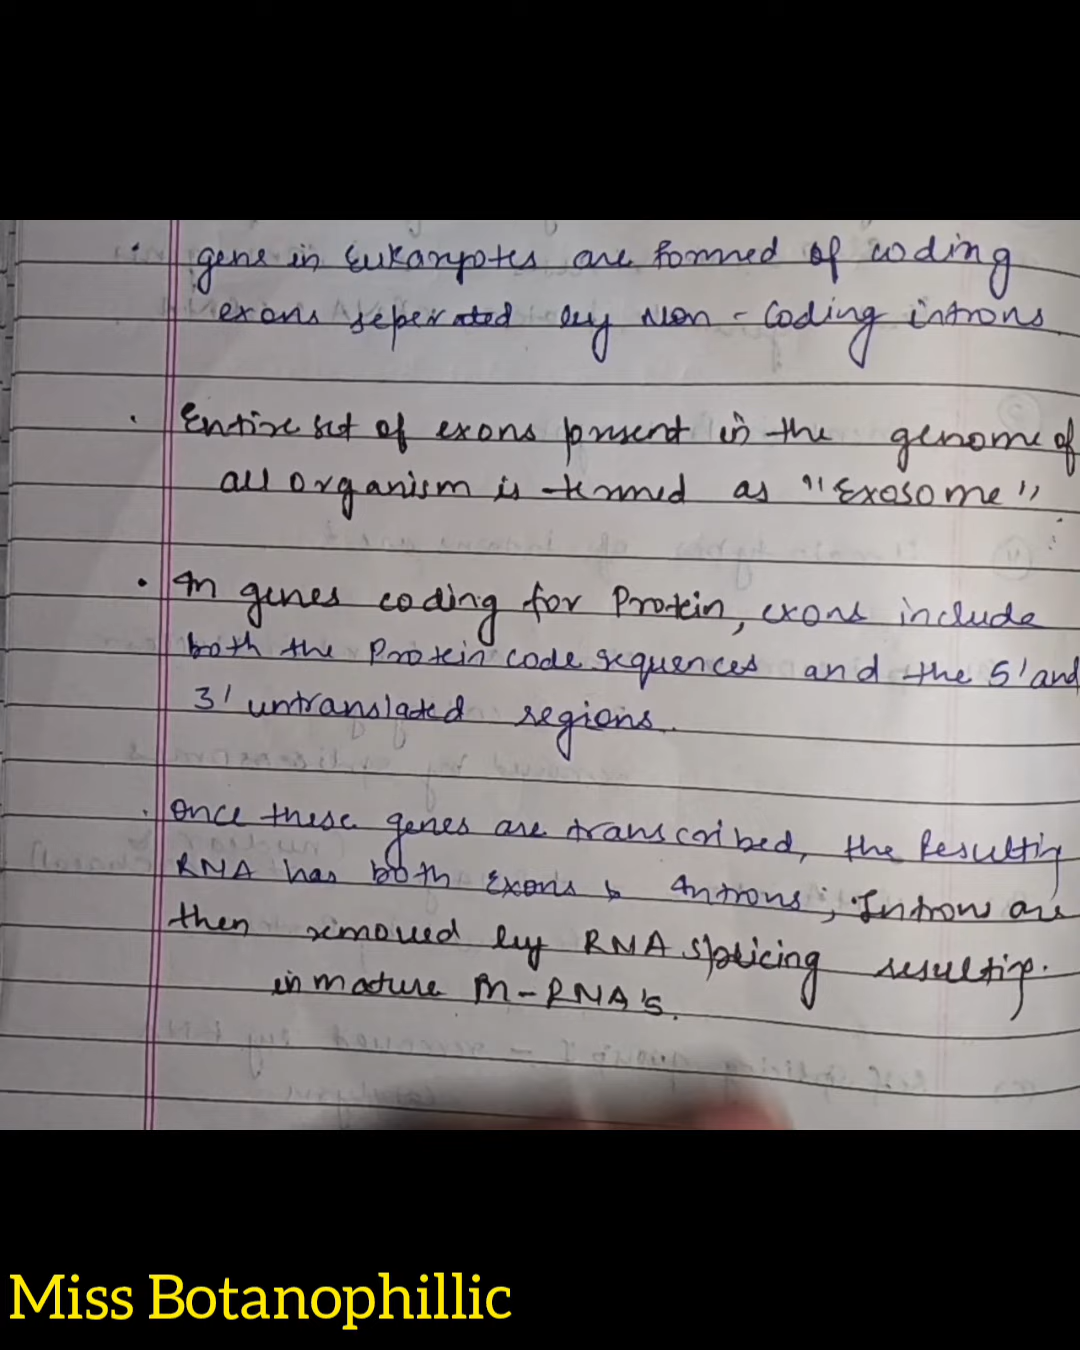 gene in Eukaryotes are formed of coding
exons seperated by Non - Coding introns
Entire set of exons present in the genome of
all organism is termed as "Exosome"
In genes coding for Protein, exons include
both the Protein code sequences and the 5' and
3' untranslated regions.
Once these genes are transcribed, the Resulting
RNA has both Exons & Introns; Introns are
then removed by RNA splicing resulting
in mature m-RNA's.
Miss Botanophillic